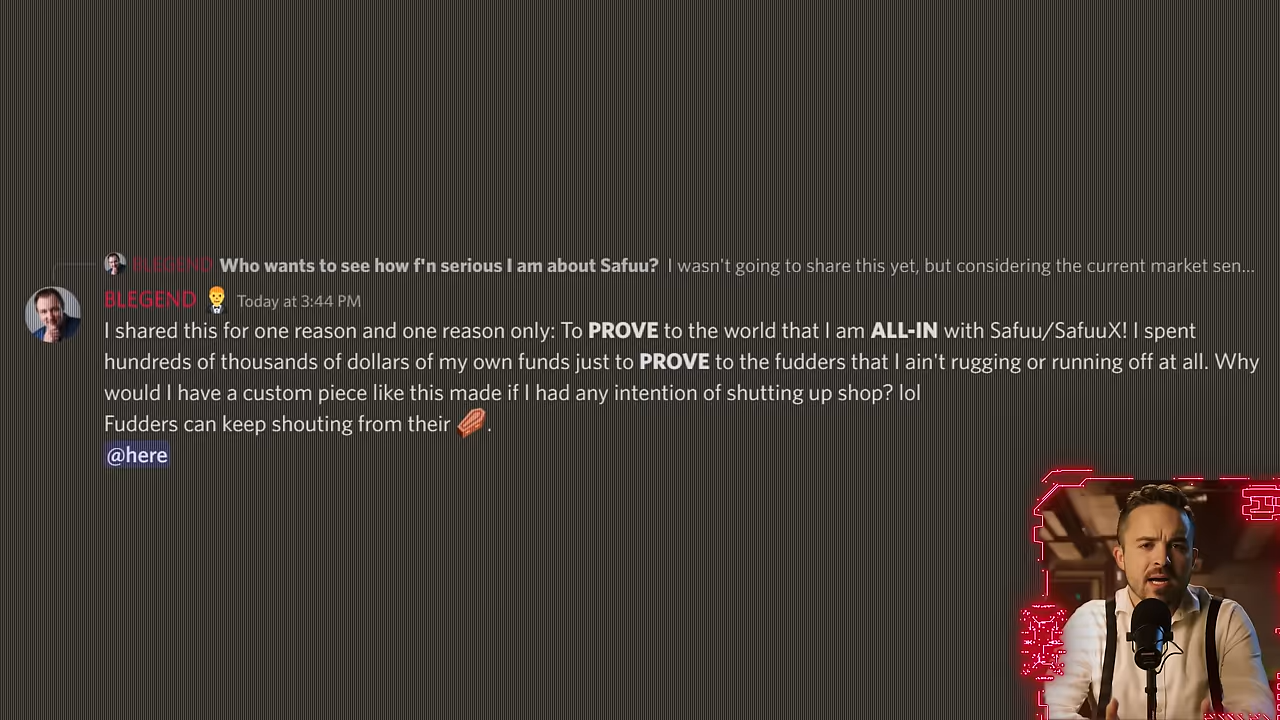 BLEGEND Who wants to see how f'n serious I am about Safuu? I wasn't going to share this yet, but considering the current market sen...
BLEGEND Today at 3:44 PM
I shared this for one reason and one reason only: To PROVE to the world that I am ALL-IN with Safuu/SafuuX! I spent
hundreds of thousands of dollars of my own funds just to PROVE to the fudders that I ain't rugging or running off at all. Why
would I have a custom piece like this made if I had any intention of shutting up shop? lol
Fudders can keep shouting from their ⚰️.
@here